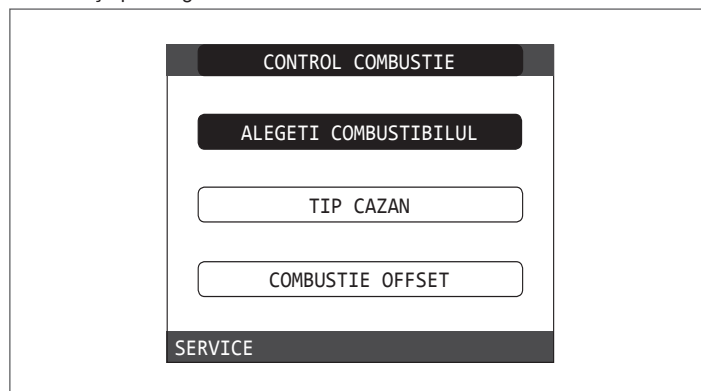 CONTROL COMBUSTIE
ALEGETI COMBUSTIBILUL
TIP CAZAN
COMBUSTIE OFFSET
SERVICE